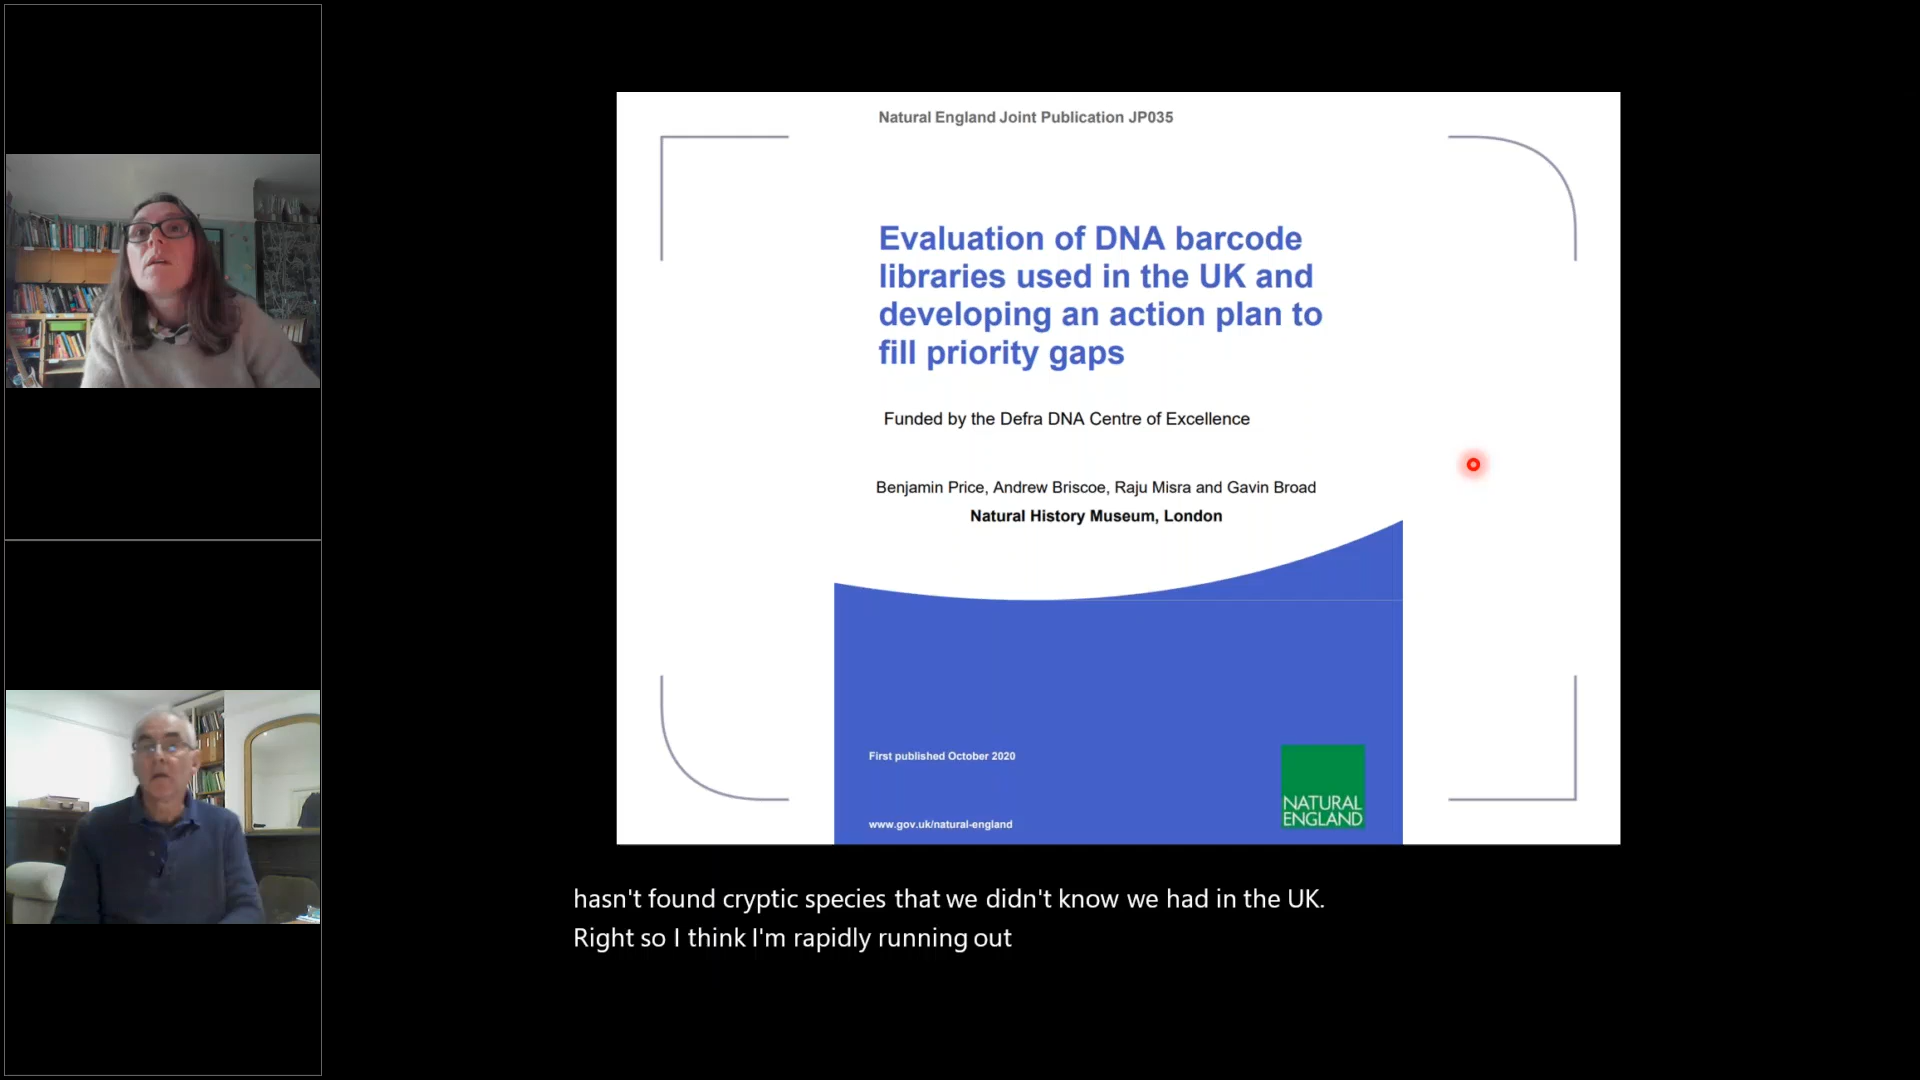 Natural England Joint Publication JP035
Evaluation of DNA barcode
libraries used in the UK and
developing an action plan to
fill priority gaps
Funded by the Defra DNA Centre of Excellence
Benjamin Price, Andrew Briscoe, Raju Misra and Gavin Broad
Natural History Museum, London
First published October 2020
www.gov.uk/natural-england
NATURAL
ENGLAND
hasn't found cryptic species that we didn't know we had in the UK.
Right so I think I'm rapidly running out